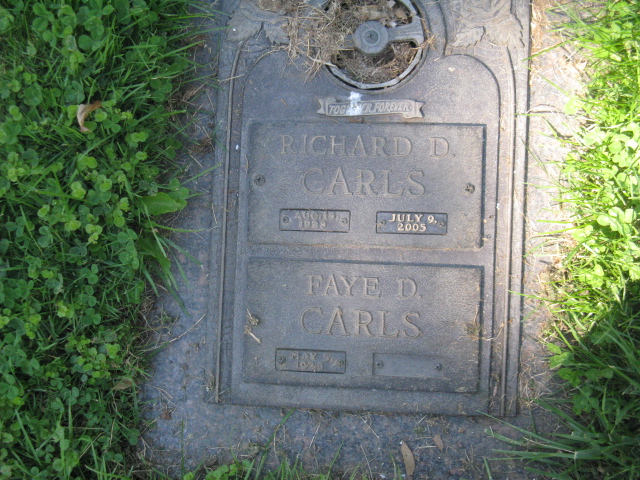 TOGETHER FOREVER
RICHARD D.
CARLS
JULY 9,
2005
FAYE D.
CARLS